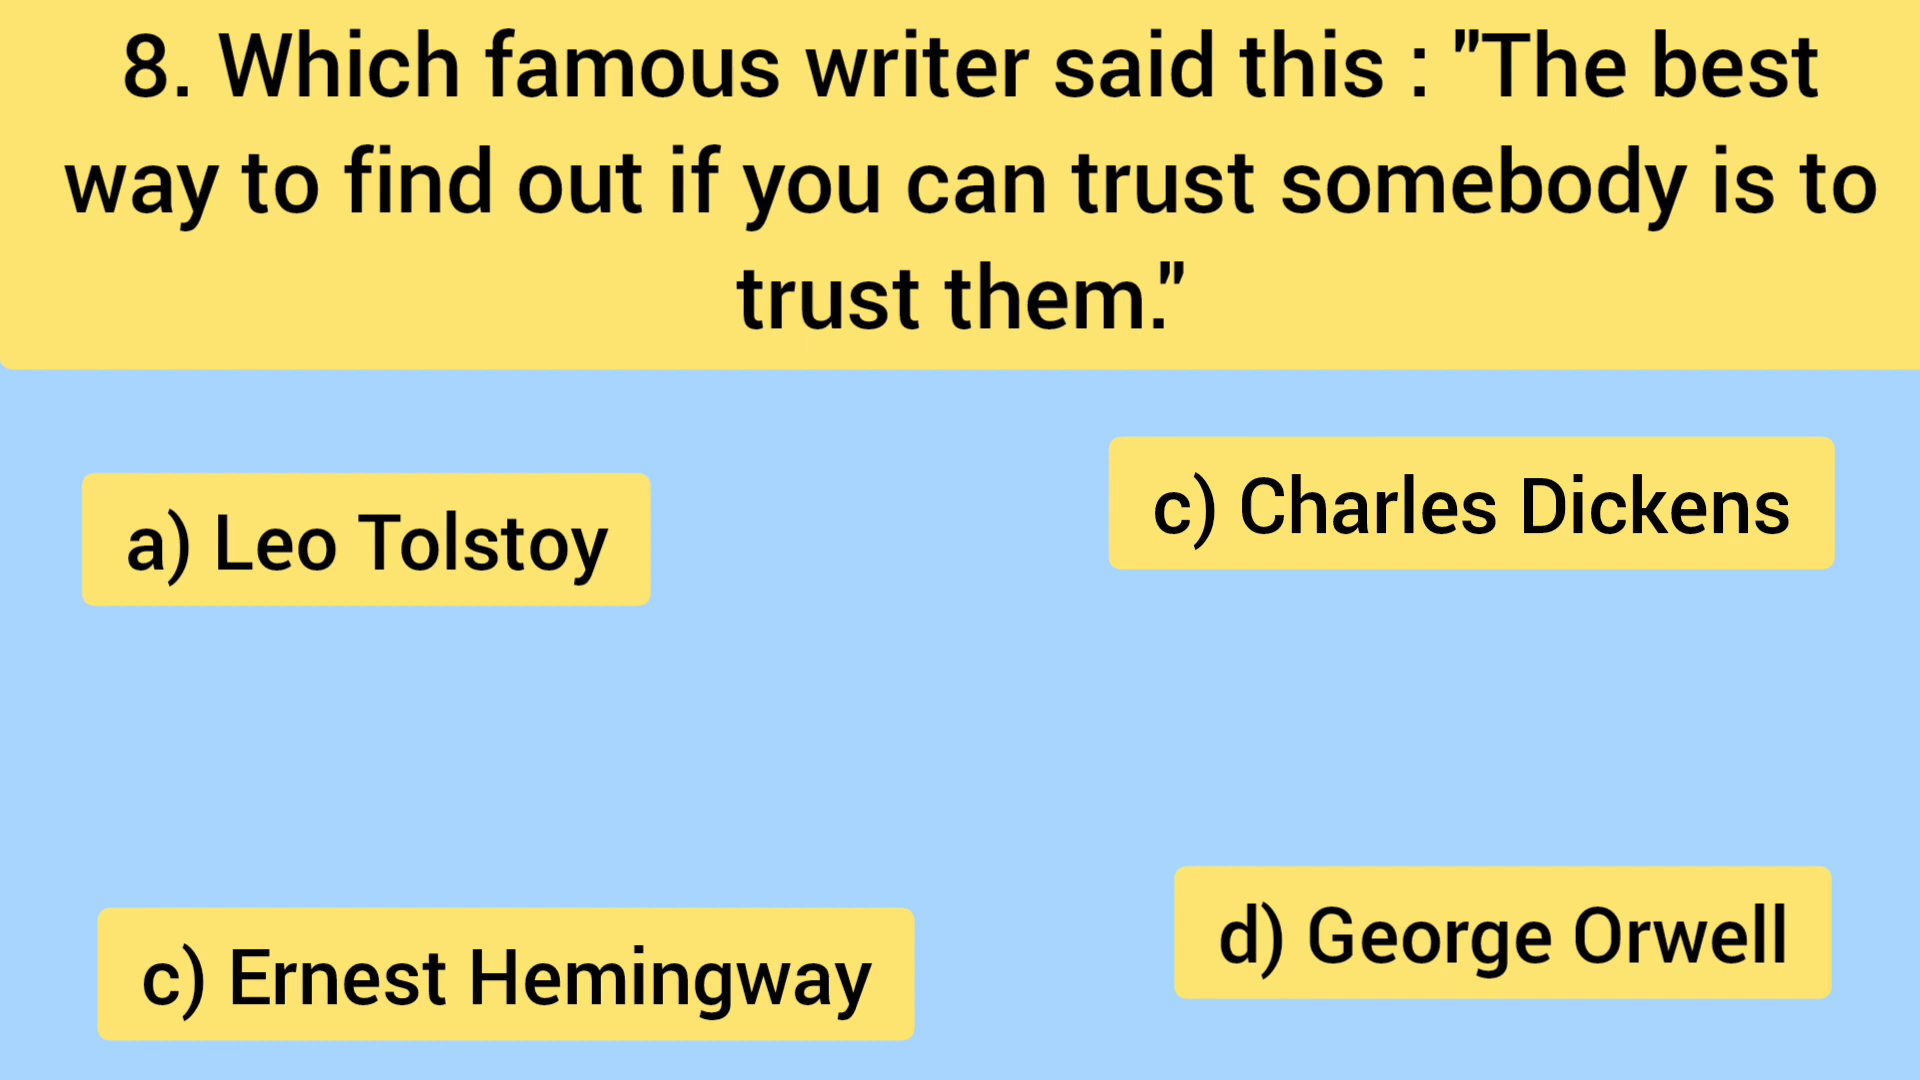 8. Which famous writer said this : "The best
way to find out if you can trust somebody is to
trust them."
a) Leo Tolstoy
c) Charles Dickens
c) Ernest Hemingway
d) George Orwell